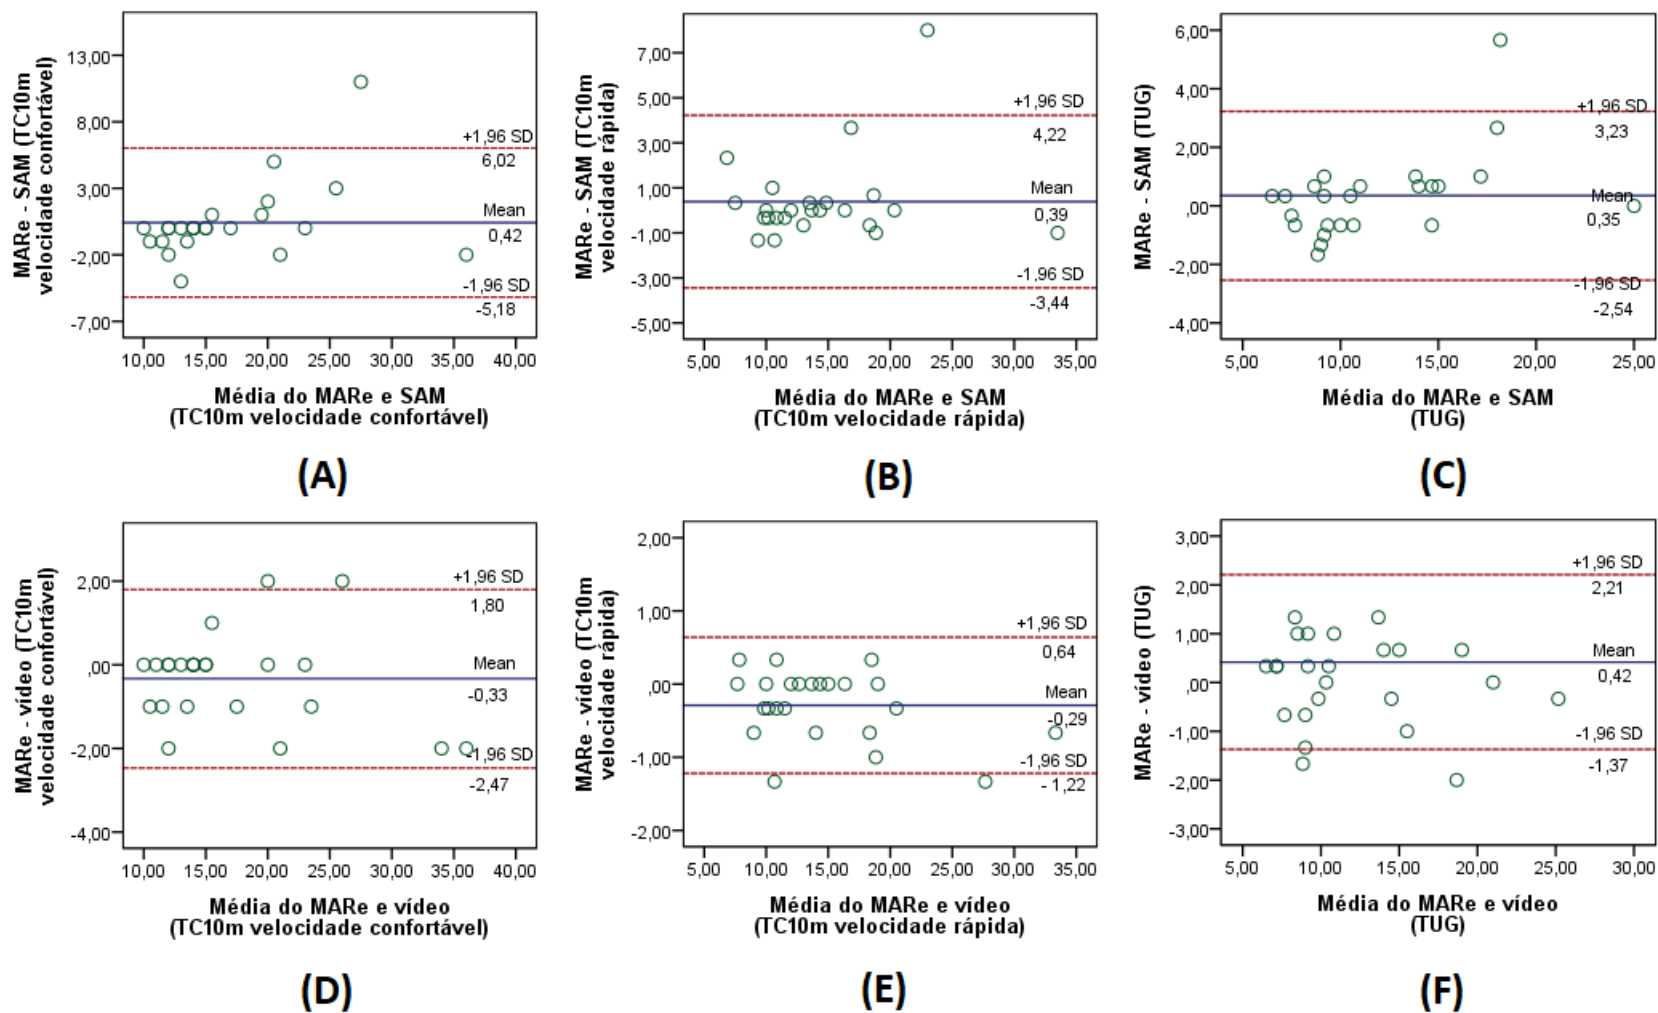 MARe - SAM (TC10m
velocidade confortável)
13,00
8,00
3,00
-2,00
-7,00
+1,96 SD
6,02
Mean
0,42
-1,96 SD
-5,18
10,00 15,00 20,00 25,00 30,00 35,00 40,00
Média do MARe e SAM
(TC10m velocidade confortável)
(A)
MARe - SAM (TC10m
velocidade rápida)
7,00
5,00
3,00
1,00
-1,00
-3,00
-5,00
+1,96 SD
4,22
Mean
0,39
-1,96 SD
-3,44
5,00 10,00 15,00 20,00 25,00 30,00 35,00
Média do MARe e SAM
(TC10m velocidade rápida)
(B)
MARe - SAM (TUG)
6,00
4,00
2,00
,00
-2,00
-4,00
+1,96 SD
3,23
Mean
0,35
-1,96 SD
-2,54
5,00 10,00 15,00 20,00 25,00
Média do MARe e SAM
(TUG)
(C)
MARe - vídeo (TC10m
velocidade confortável)
2,00
,00
-2,00
-4,00
+1,96 SD
1,80
Mean
-0,33
-1,96 SD
-2,47
10,00 15,00 20,00 25,00 30,00 35,00 40,00
Média do MARe e vídeo
(TC10m velocidade confortável)
(D)
MARe - vídeo (TC10m
velocidade rápida)
2,00
1,00
,00
-1,00
-2,00
+1,96 SD
0,64
Mean
-0,29
-1,96 SD
- 1,22
5,00 10,00 15,00 20,00 25,00 30,00 35,00
Média do MARe e vídeo
(TC10m velocidade rápida)
(E)
MARe - vídeo (TUG)
3,00
2,00
1,00
,00
-1,00
-2,00
-3,00
+1,96 SD
2,21
Mean
0,42
-1,96 SD
-1,37
5,00 10,00 15,00 20,00 25,00 30,00
Média do MARe e vídeo
(TUG)
(F)